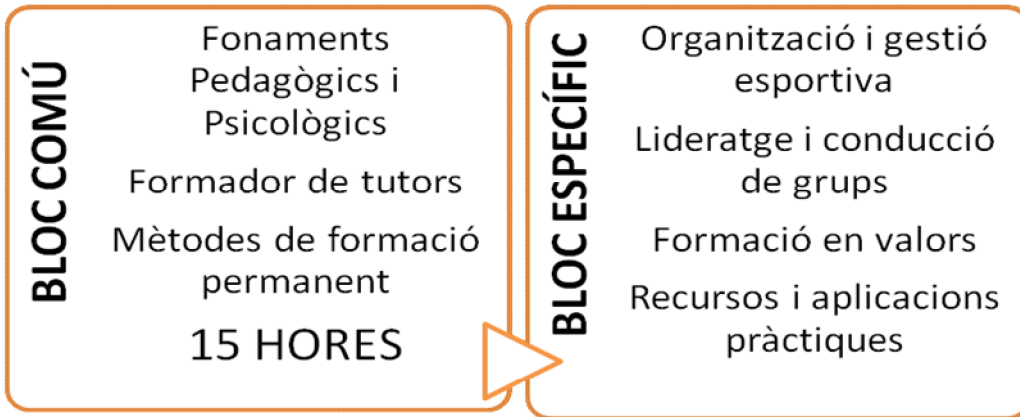 BLOC COMÚ
Fonaments
Pedagògics i
Psicològics
Formador de tutors
Mètodes de formació
permanent
15 HORES
BLOC ESPECÍFIC
Organització i gestió
esportiva
Lideratge i conducció
de grups
Formació en valors
Recursos i aplicacions
pràctiques